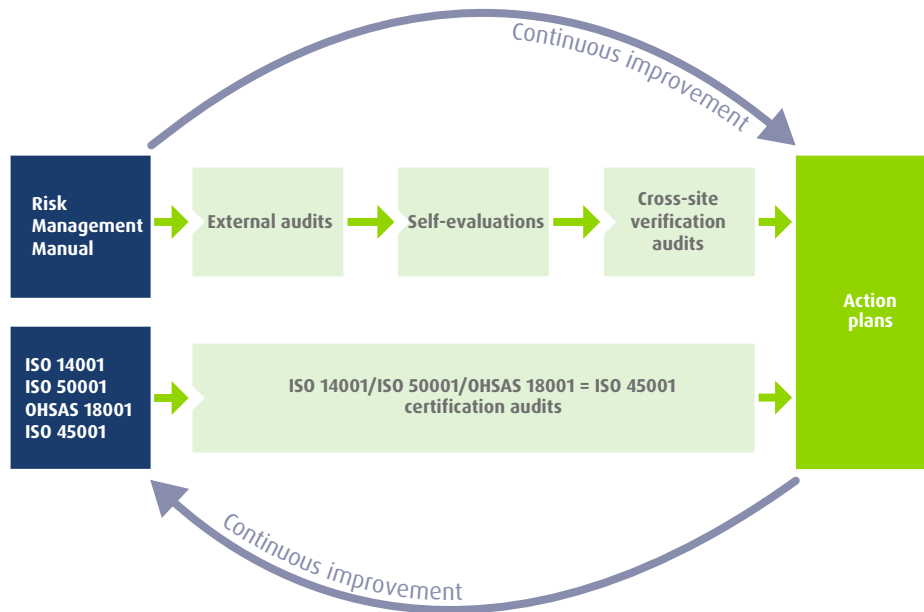 Continuous improvement
Risk
Management
Manual
External audits
Self-evaluations
Cross-site
verification
audits
Action
plans
ISO 14001
ISO 50001
OHSAS 18001
ISO 45001
ISO 14001/ISO 50001/OHSAS 18001 = ISO 45001
certification audits
Continuous improvement